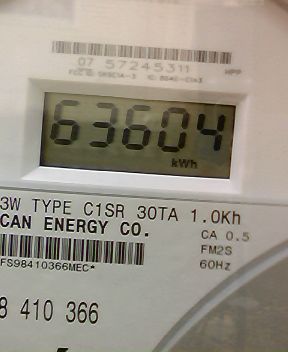 07 57245311
HPP
63604
kWh
3W TYPE C1SR 30TA 1.0Kh
CAN ENERGY CO.
CA 0.5
FM2S
60Hz
FS98410366MEC*
8 410 366